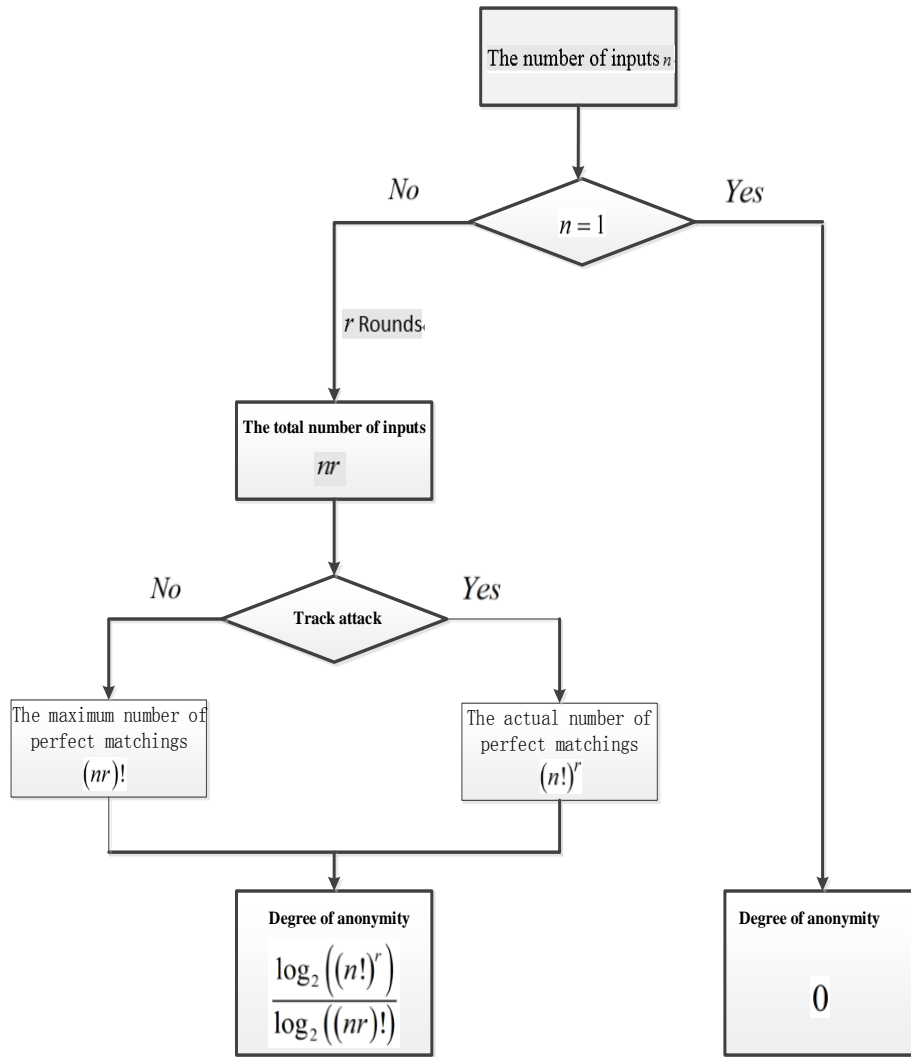 The number of inputs n
No
Yes
n = 1
r Rounds
The total number of inputs
nr
No
Yes
Track attack
The maximum number of
perfect matchings
(nr)!
The actual number of
perfect matchings
(n!)^r
Degree of anonymity
log₂((n!)^r)
log₂((nr)!)
Degree of anonymity
0